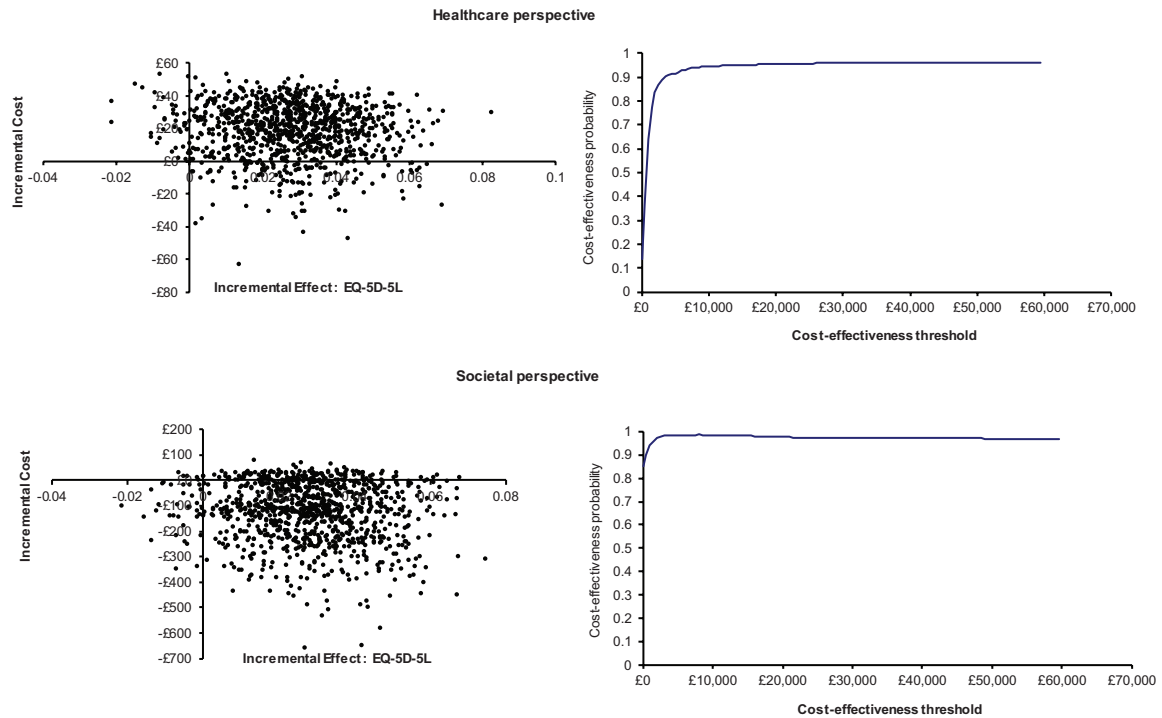 Healthcare perspective
Incremental Cost
£60
£40
£20
£0
-£20
-£40
-£60
-£80
-0.04 -0.02 0 0.02 0.04 0.06 0.08 0.1
Incremental Effect: EQ-5D-5L
Cost-effectiveness probability
1
0.9
0.8
0.7
0.6
0.5
0.4
0.3
0.2
0.1
0
£0 £10,000 £20,000 £30,000 £40,000 £50,000 £60,000 £70,000
Cost-effectiveness threshold
Societal perspective
Incremental Cost
£200
£100
£0
-£100
-£200
-£300
-£400
-£500
-£600
-£700
-0.04 -0.02 0 0.04 0.06 0.08
Incremental Effect: EQ-5D-5L
Cost-effectiveness probability
1
0.9
0.8
0.7
0.6
0.5
0.4
0.3
0.2
0.1
0
£0 £10,000 £20,000 £30,000 £40,000 £50,000 £60,000 £70,000
Cost-effectiveness threshold